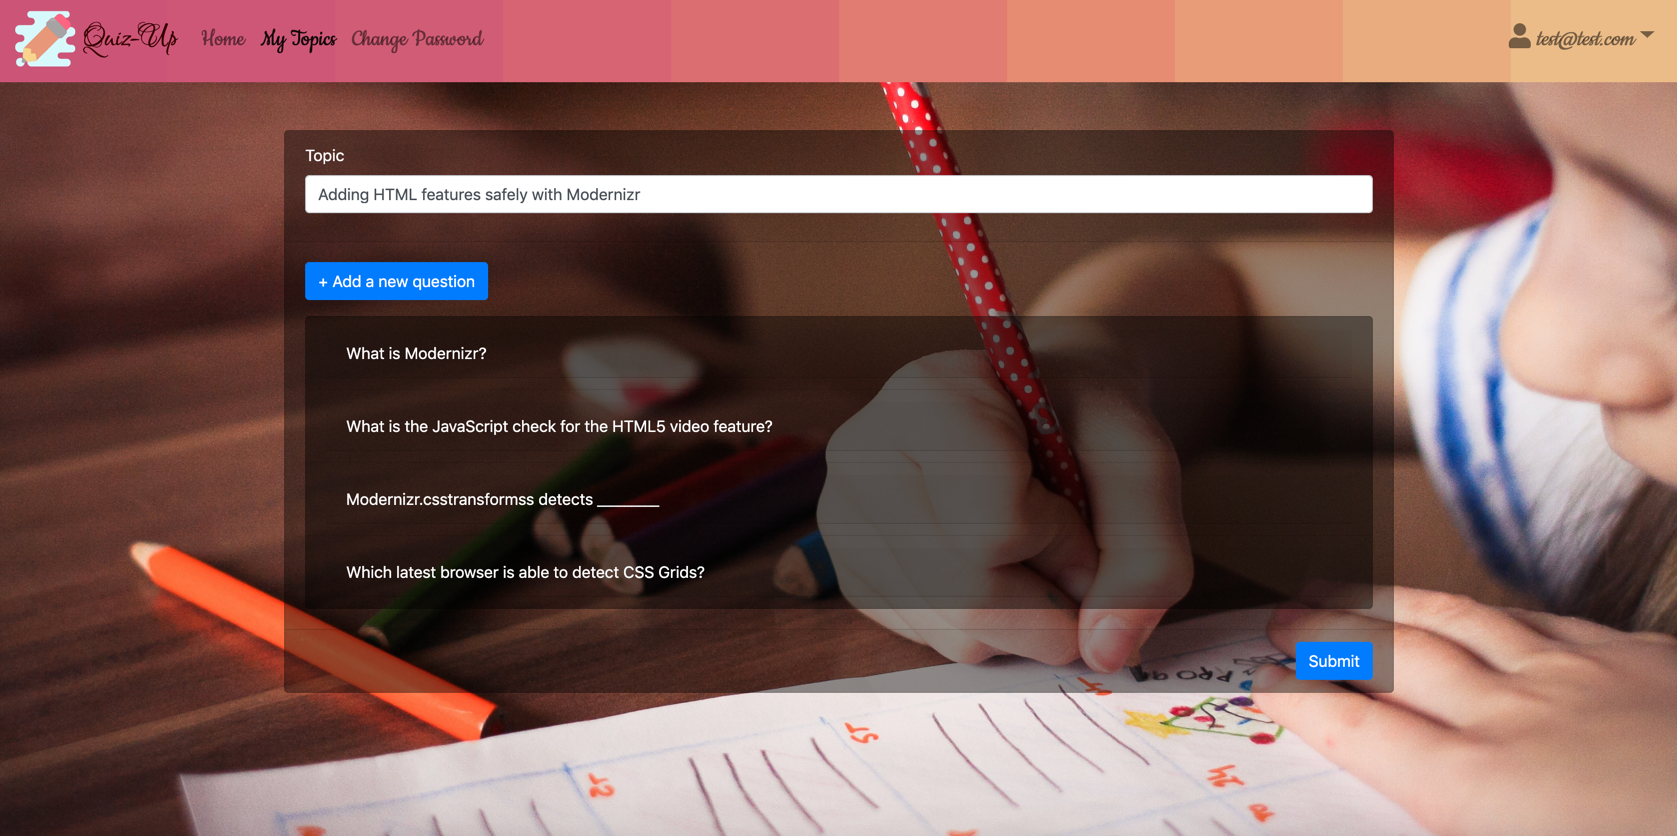 Quiz-Up Home My Topics Change Password test@test.com
Topic
Adding HTML features safely with Modernizr
+ Add a new question
What is Modernizr?
What is the JavaScript check for the HTML5 video feature?
Modernizr.csstransformss detects ________
Which latest browser is able to detect CSS Grids?
Submit